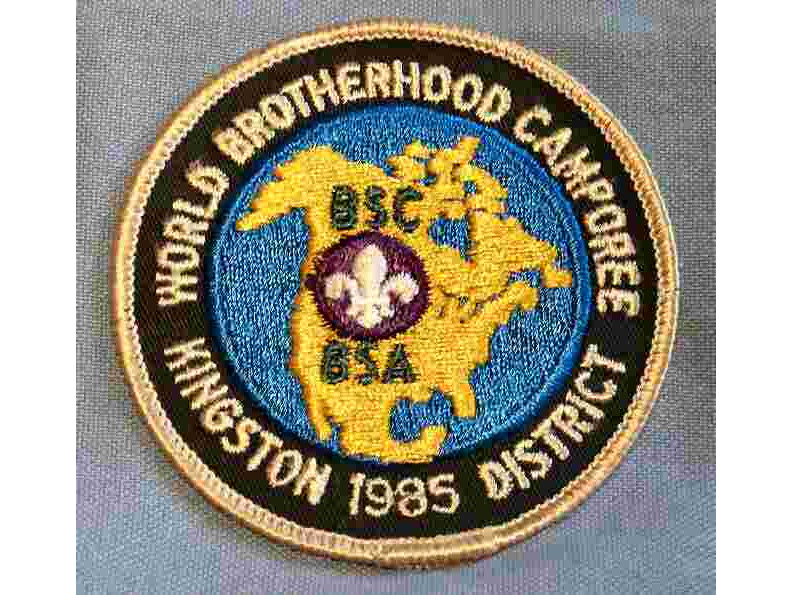 WORLD BROTHERHOOD CAMPOREE
BSC
BSA
KINGSTON 1985 DISTRICT